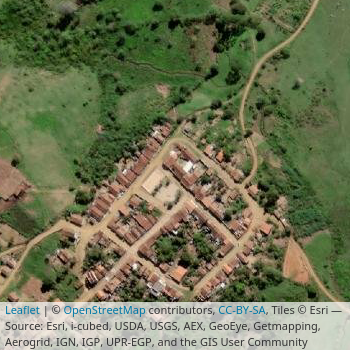 Leaflet | © OpenStreetMap contributors, CC-BY-SA, Tiles © Esri —
Source: Esri, i-cubed, USDA, USGS, AEX, GeoEye, Getmapping,
Aerogrid, IGN, IGP, UPR-EGP, and the GIS User Community